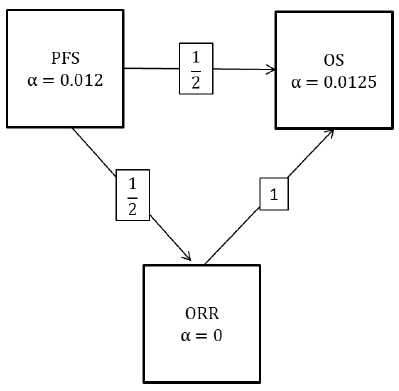 PFS
α = 0.012
1
2
OS
α = 0.0125
1
2
1
ORR
α = 0